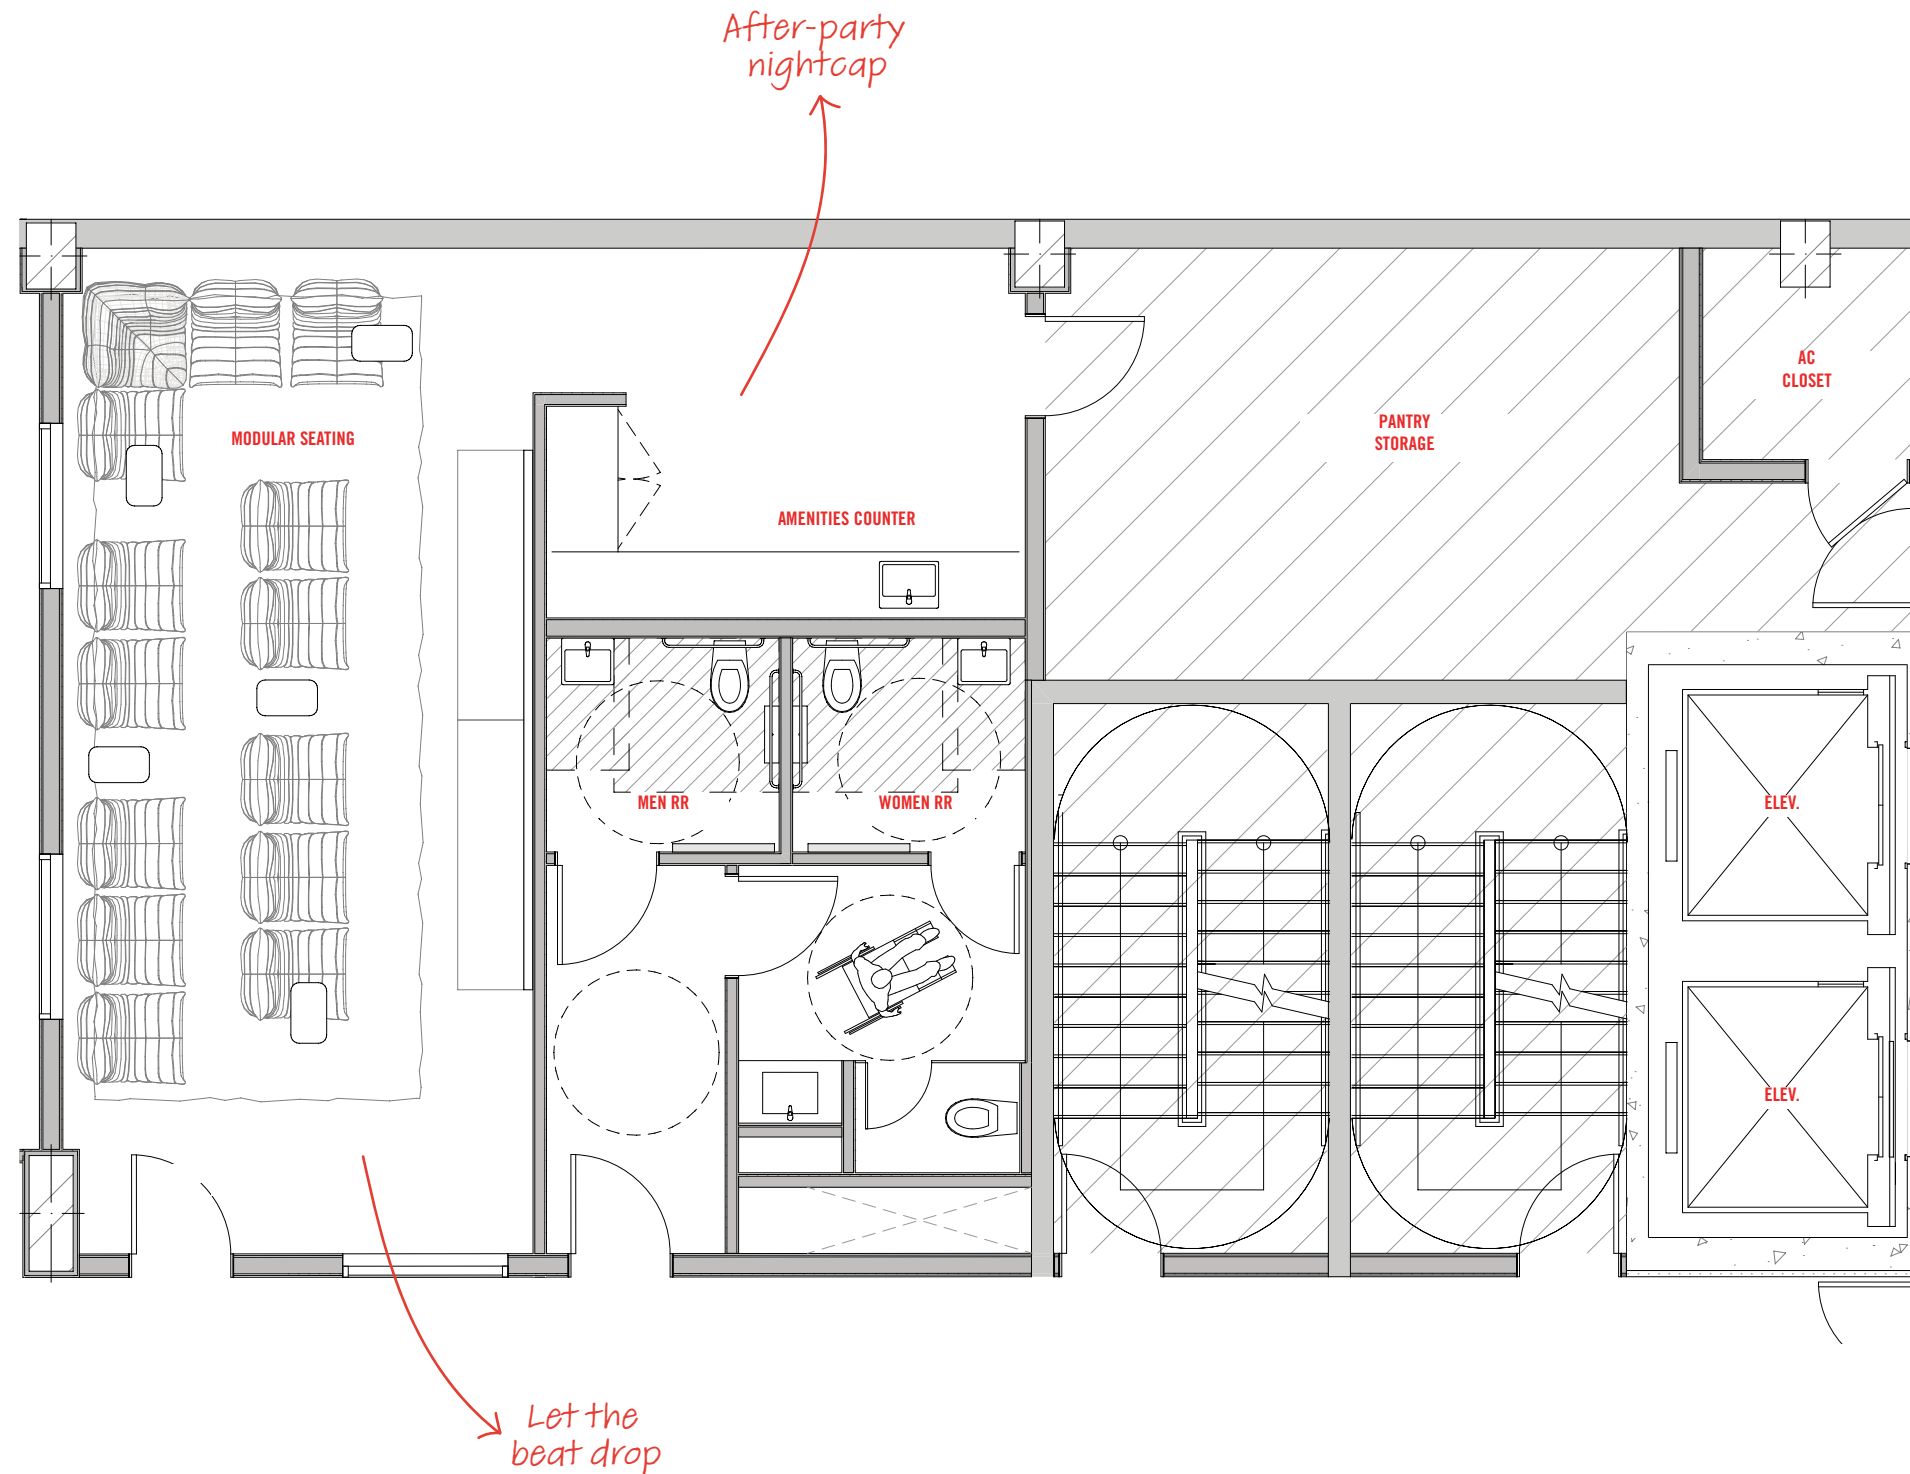 After-party
nightcap
AC
CLOSET
PANTRY
STORAGE
MODULAR SEATING
AMENITIES COUNTER
MEN RR
WOMEN RR
ELEV.
ELEV.
Let the
beat drop